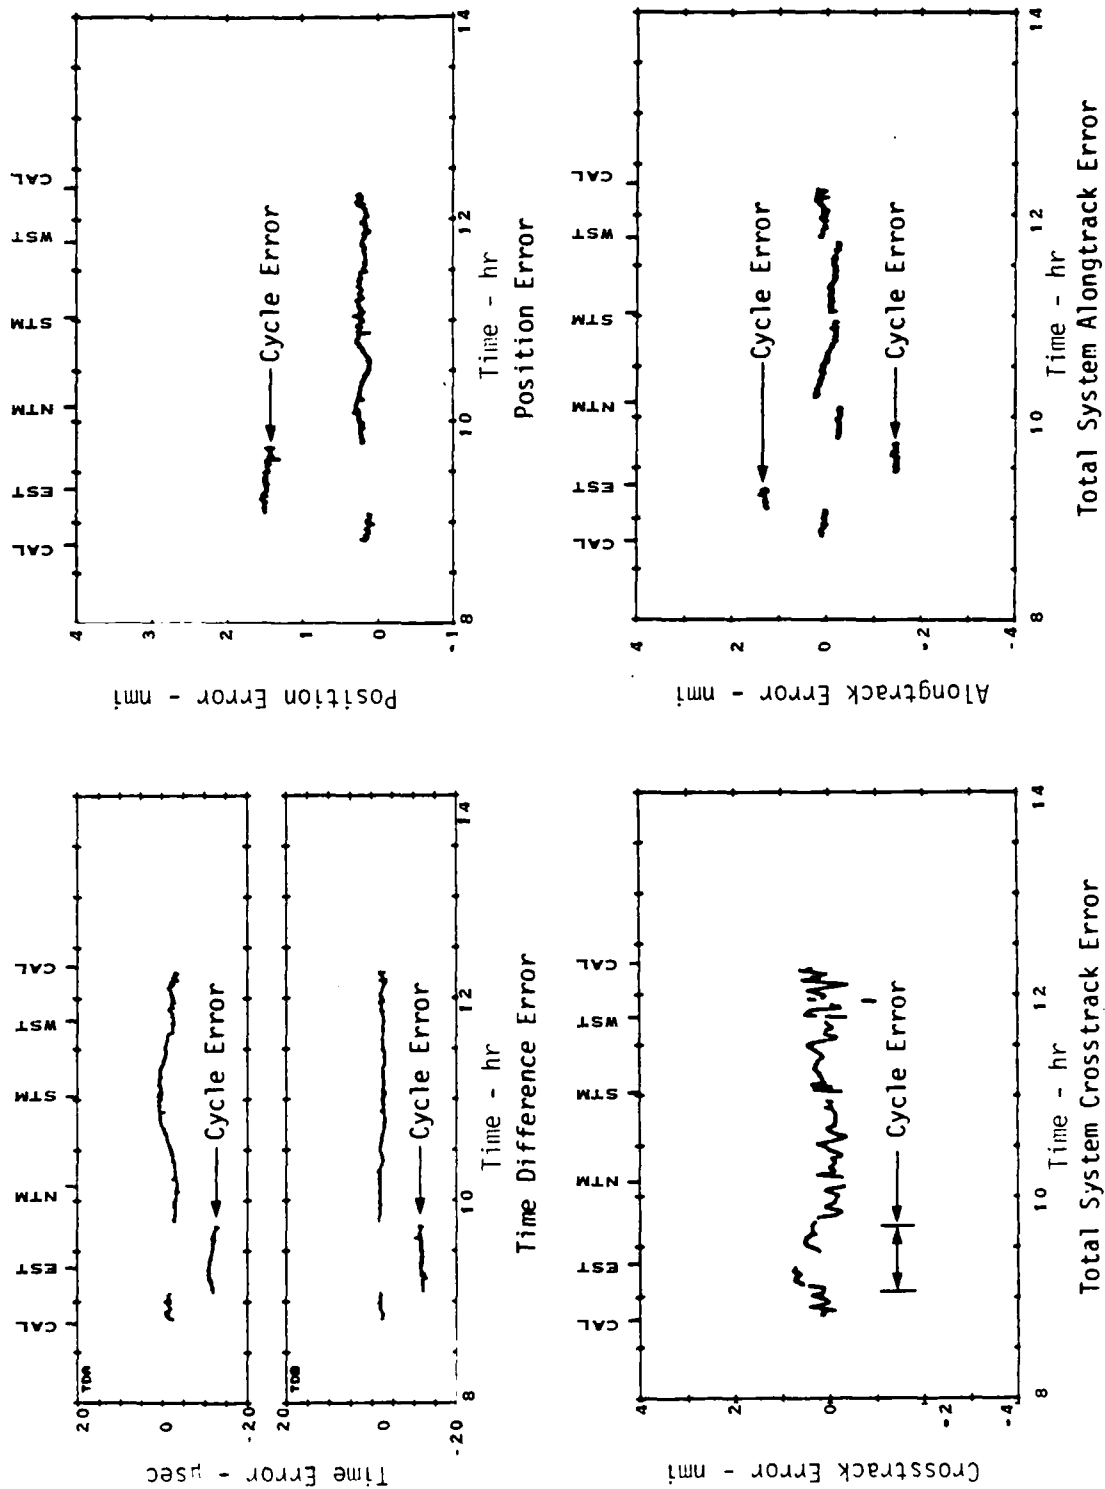 CAL EST NTM STM WST CAL
20
TDA
0
-20
Cycle Error
20
TDB
0
-20
Cycle Error
8 10 12 14
Time Error - µsec
Time - hr
Time Difference Error
CAL EST NTM STM WST CAL
4
3
2
1
0
-1
Cycle Error
8 10 12 14
Position Error - nmi
Time - hr
Position Error
CAL EST NTM STM WST CAL
4
2
0
-2
-4
Cycle Error
8 10 12 14
Crosstrack Error - nmi
Time - hr
Total System Crosstrack Error
CAL EST NTM STM WST CAL
4
2
0
-2
-4
Cycle Error
Cycle Error
8 10 12 14
Alongtrack Error - nmi
Time - hr
Total System Alongtrack Error